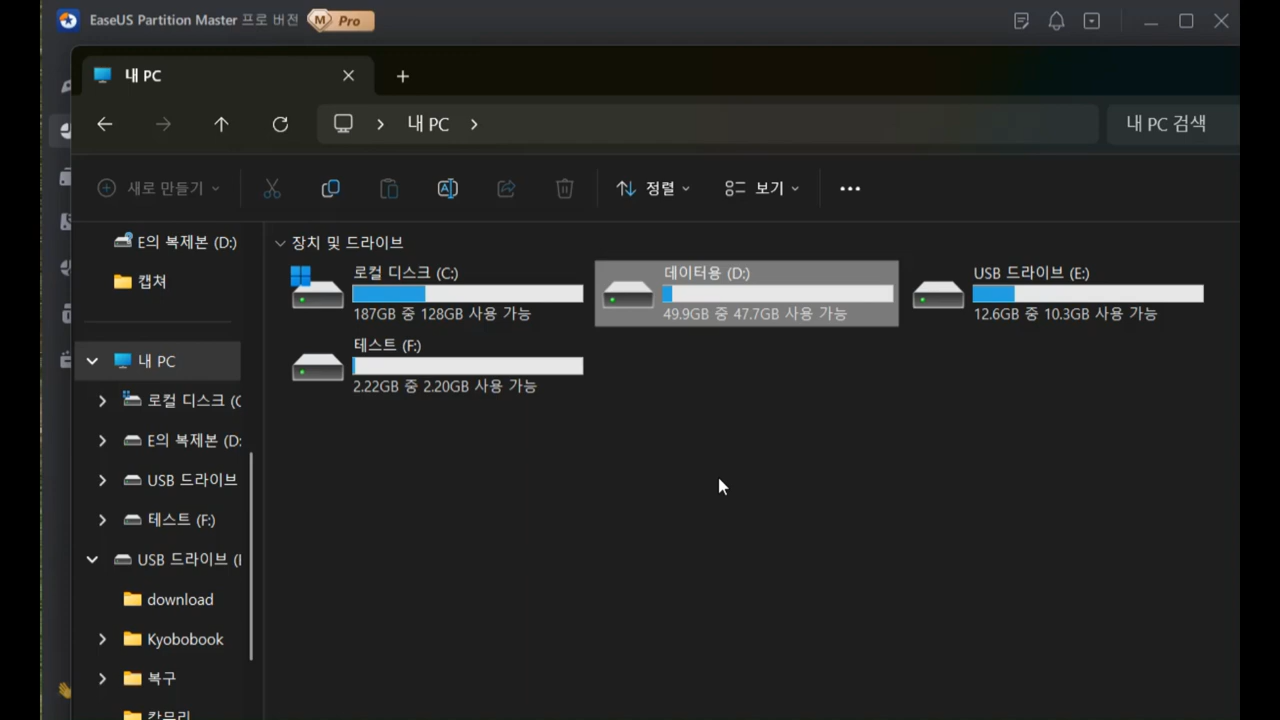 EaseUS Partition Master 프로 버전 M Pro
내 PC
내 PC
내 PC 검색
새로 만들기
정렬
보기
E의 복제본 (D:)
캡쳐
내 PC
로컬 디스크 (C
E의 복제본 (D:
USB 드라이브
테스트 (F:)
USB 드라이브 (
download
Kyobobook
복구
장치 및 드라이브
로컬 디스크 (C:)
187GB 중 128GB 사용 가능
데이터용 (D:)
49.9GB 중 47.7GB 사용 가능
USB 드라이브 (E:)
12.6GB 중 10.3GB 사용 가능
테스트 (F:)
2.22GB 중 2.20GB 사용 가능